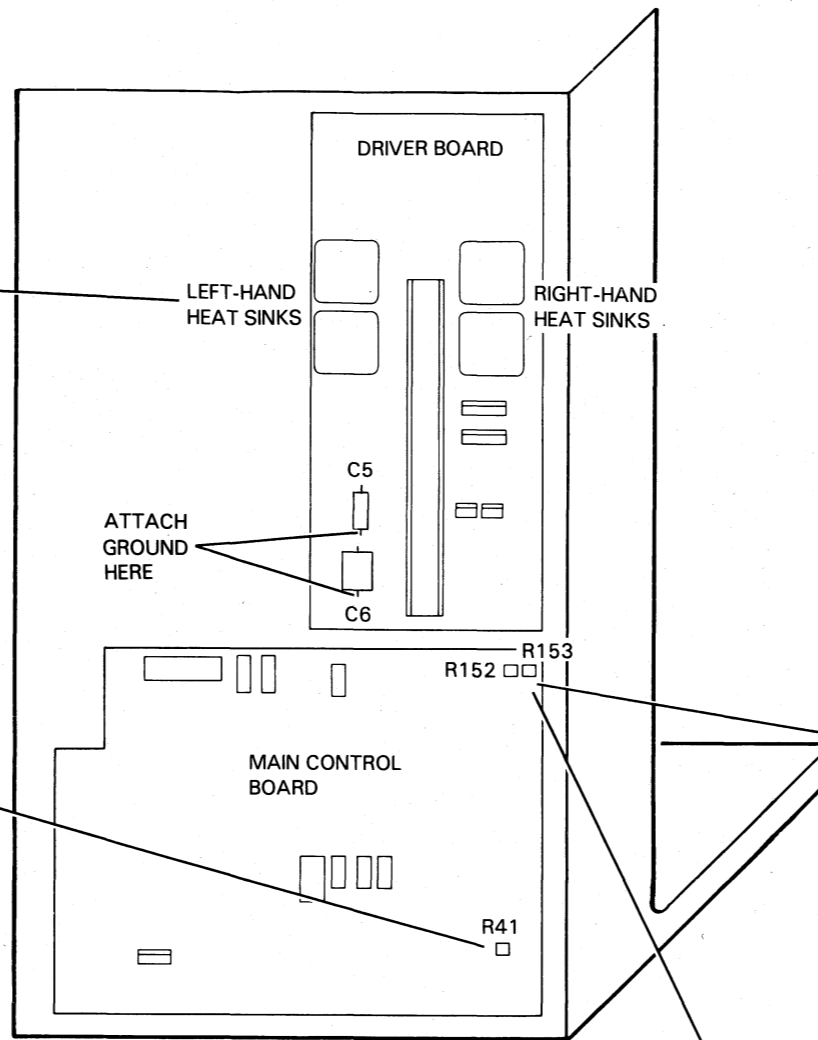 DRIVER BOARD
LEFT-HAND
HEAT SINKS
RIGHT-HAND
HEAT SINKS
C5
ATTACH
GROUND
HERE
C6
R153
R152
MAIN CONTROL
BOARD
R41